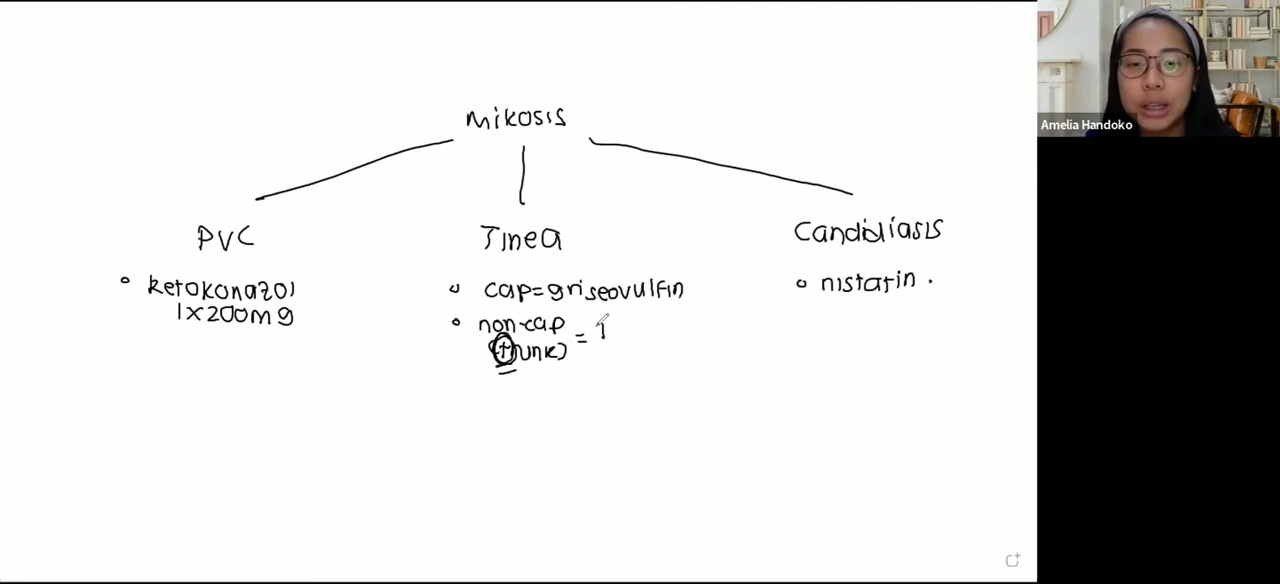 Mikosis
PVC
Tinea
Candidiasis
ketokonazol
1x200mg
cap=griseovulfin
non-cap
(trunk) = T
nistatin.
Amelia Handoko